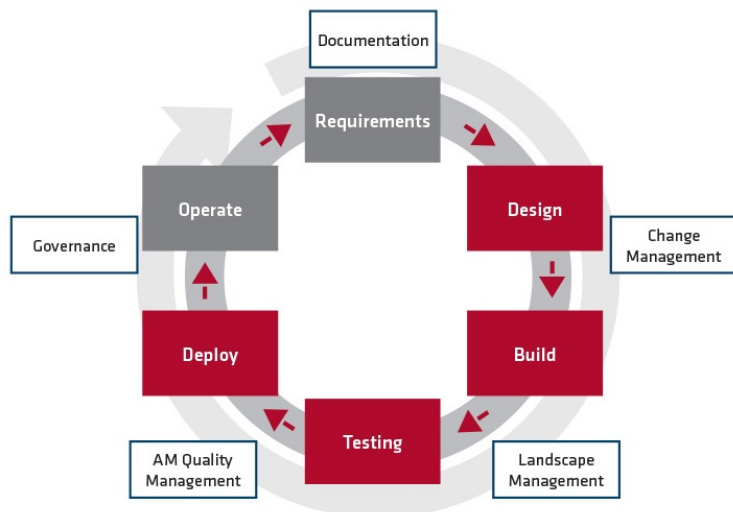 Documentation
Requirements
Operate
Design
Governance
Change
Management
Deploy
Build
Testing
AM Quality
Management
Landscape
Management